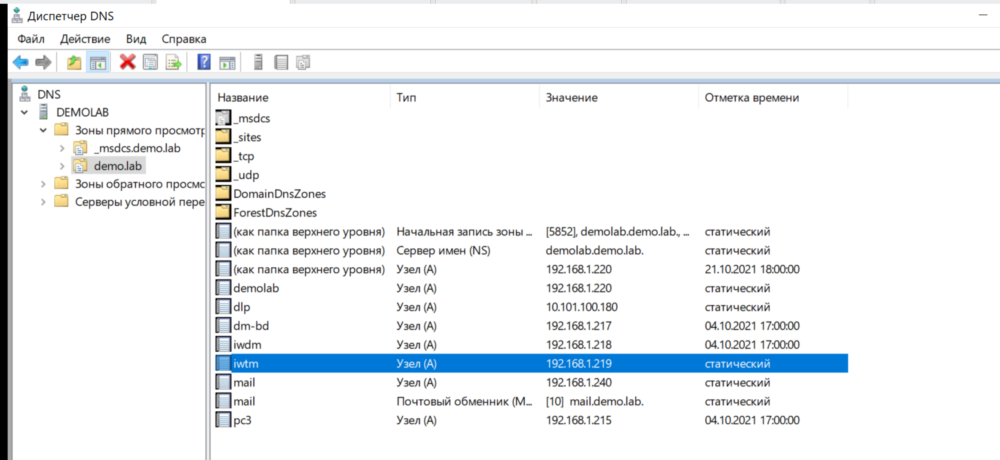 Диспетчер DNS
Файл Действие Вид Справка
DNS
DEMOLAB
Зоны прямого просмотр
_msdcs.demo.lab
demo.lab
Зоны обратного просмс
Серверы условной пере
Название Тип Значение Отметка времени
_msdcs
_sites
_tcp
_udp
DomainDnsZones
ForestDnsZones
(как папка верхнего уровня) Начальная запись зоны ... [5852], demolab.demo.lab., ... статический
(как папка верхнего уровня) Сервер имен (NS) demolab.demo.lab. статический
(как папка верхнего уровня) Узел (A) 192.168.1.220 21.10.2021 18:00:00
demolab Узел (A) 192.168.1.220 статический
dlp Узел (A) 10.101.100.180 статический
dm-bd Узел (A) 192.168.1.217 04.10.2021 17:00:00
iwdm Узел (A) 192.168.1.218 04.10.2021 17:00:00
iwtm Узел (A) 192.168.1.219 статический
mail Узел (A) 192.168.1.240 статический
mail Почтовый обменник (M... [10] mail.demo.lab. статический
pc3 Узел (A) 192.168.1.215 04.10.2021 17:00:00